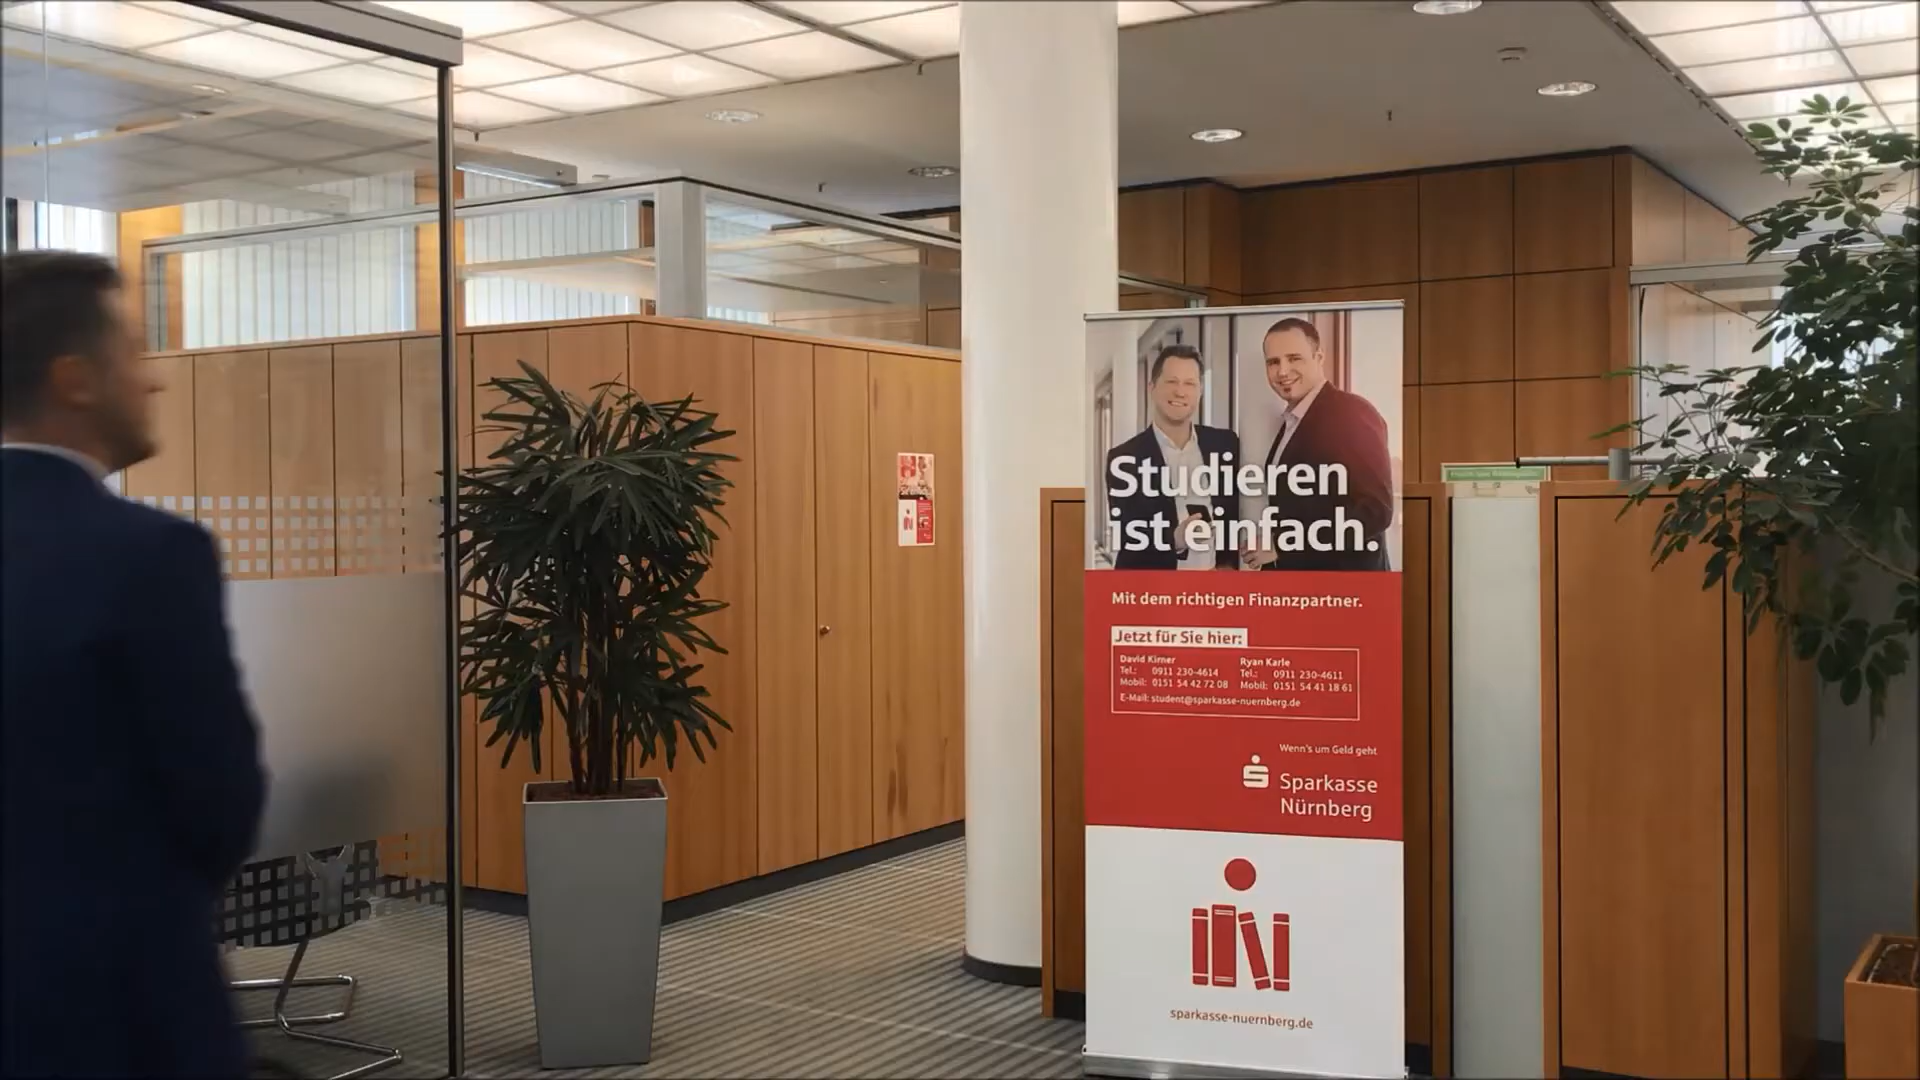 Studieren
ist einfach.
Mit dem richtigen Finanzpartner.
Jetzt für Sie hier:
David Kirner
Tel.: 0911 230-4614
Mobil: 0151 54 42 72 08
Ryan Karle
Tel.: 0911 230-4611
Mobil: 0151 54 41 18 61
E-Mail: student@sparkasse-nuernberg.de
Wenn's um Geld geht
Sparkasse
Nürnberg
sparkasse-nuernberg.de